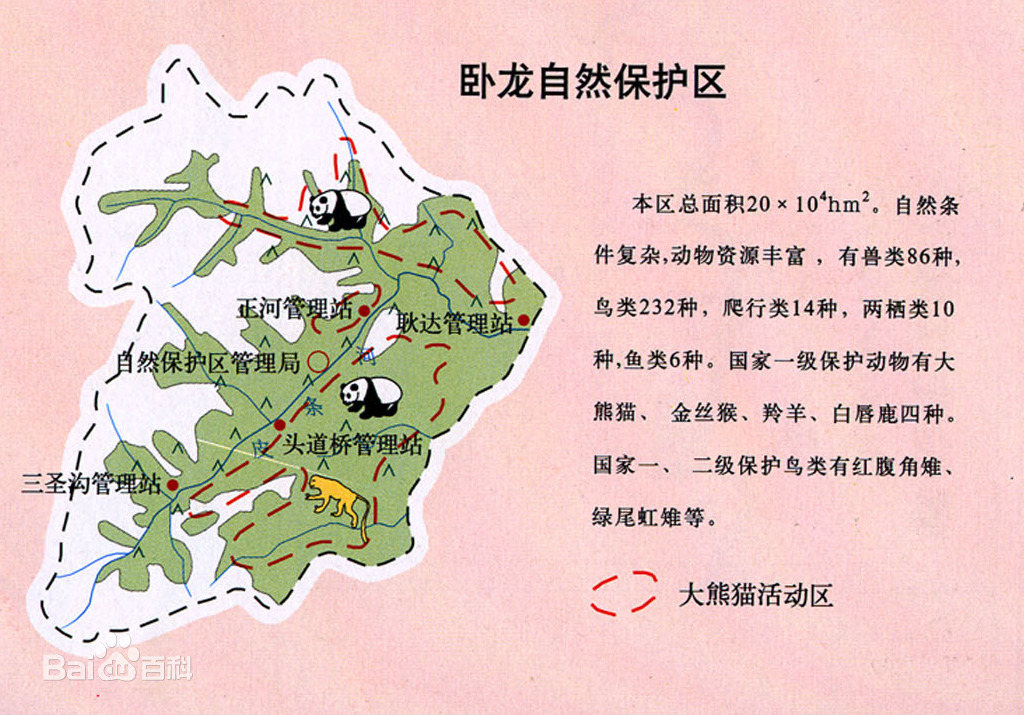 卧龙自然保护区
本区总面积20×10⁴hm²。自然条
件复杂,动物资源丰富，有兽类86种,
鸟类232种，爬行类14种，两栖类10
种,鱼类6种。国家一级保护动物有大
熊猫、金丝猴、羚羊、白唇鹿四种。
国家一、二级保护鸟类有红腹角雉、
绿尾虹雉等。
大熊猫活动区
正河管理站
耿达管理站
自然保护区管理局
河
条
皮
头道桥管理站
三圣沟管理站
Baidu百科